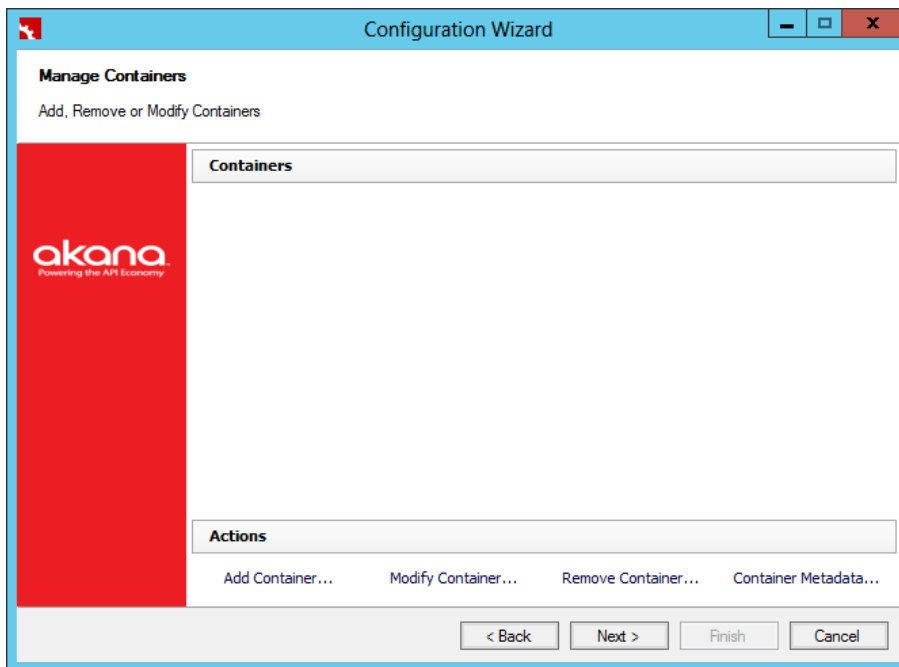 Configuration Wizard
Manage Containers
Add, Remove or Modify Containers
Containers
akana
Powering the API Economy
Actions
Add Container... Modify Container... Remove Container... Container Metadata...
< Back Next > Finish Cancel